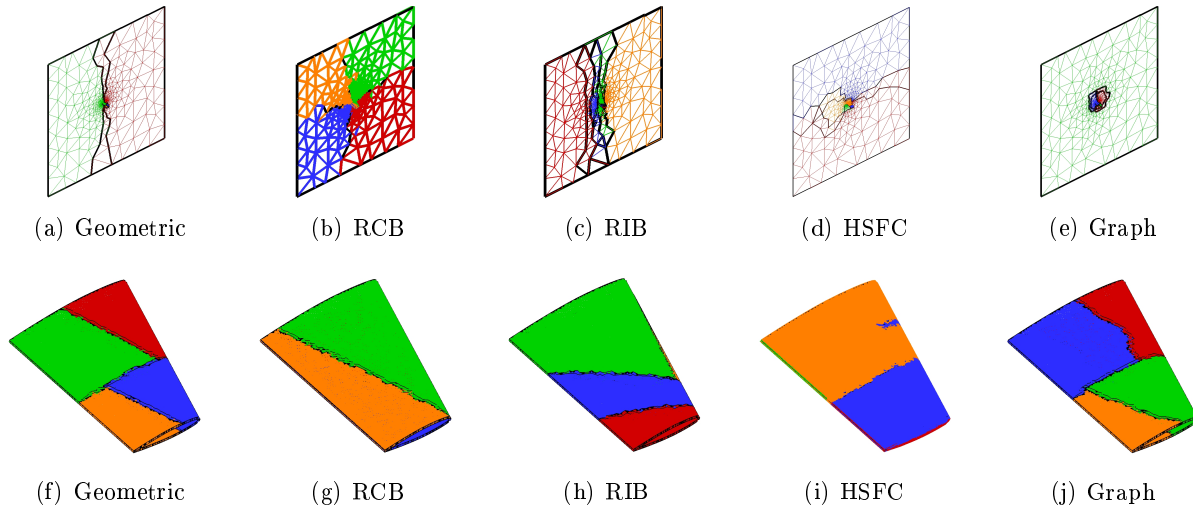 (a) Geometric
(b) RCB
(c) RIB
(d) HSFC
(e) Graph
(f) Geometric
(g) RCB
(h) RIB
(i) HSFC
(j) Graph